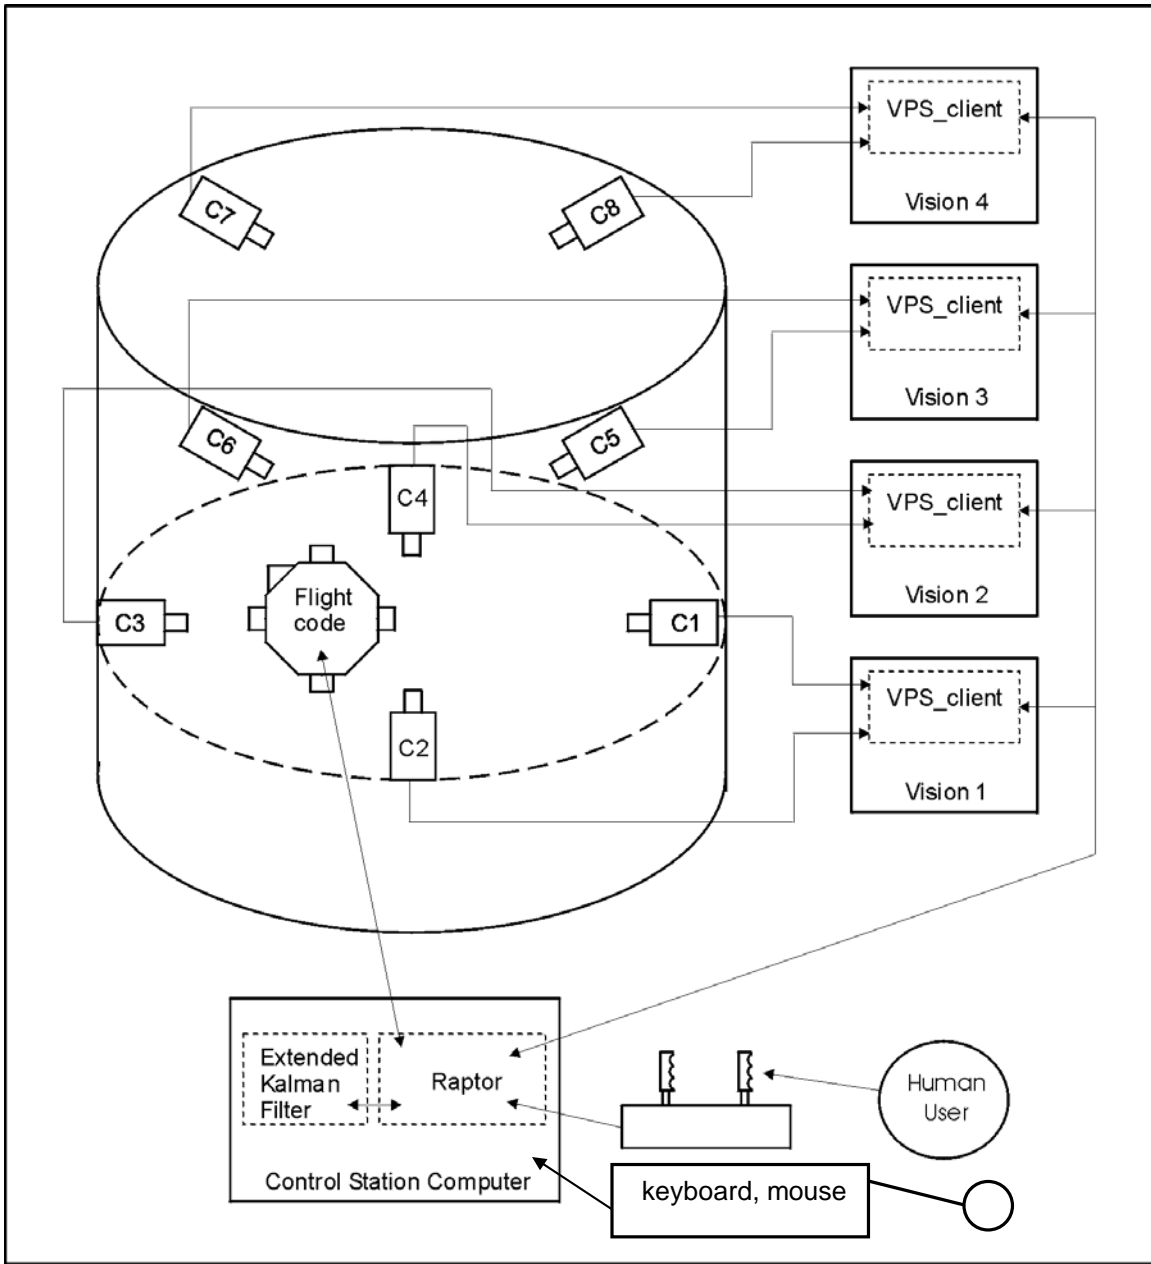 VPS_client
Vision 4
C7
C8
VPS_client
Vision 3
C6
C5
VPS_client
Vision 2
C4
Flight
code
C3
C1
VPS_client
Vision 1
C2
Extended
Kalman
Filter
Raptor
Control Station Computer
Human
User
keyboard, mouse